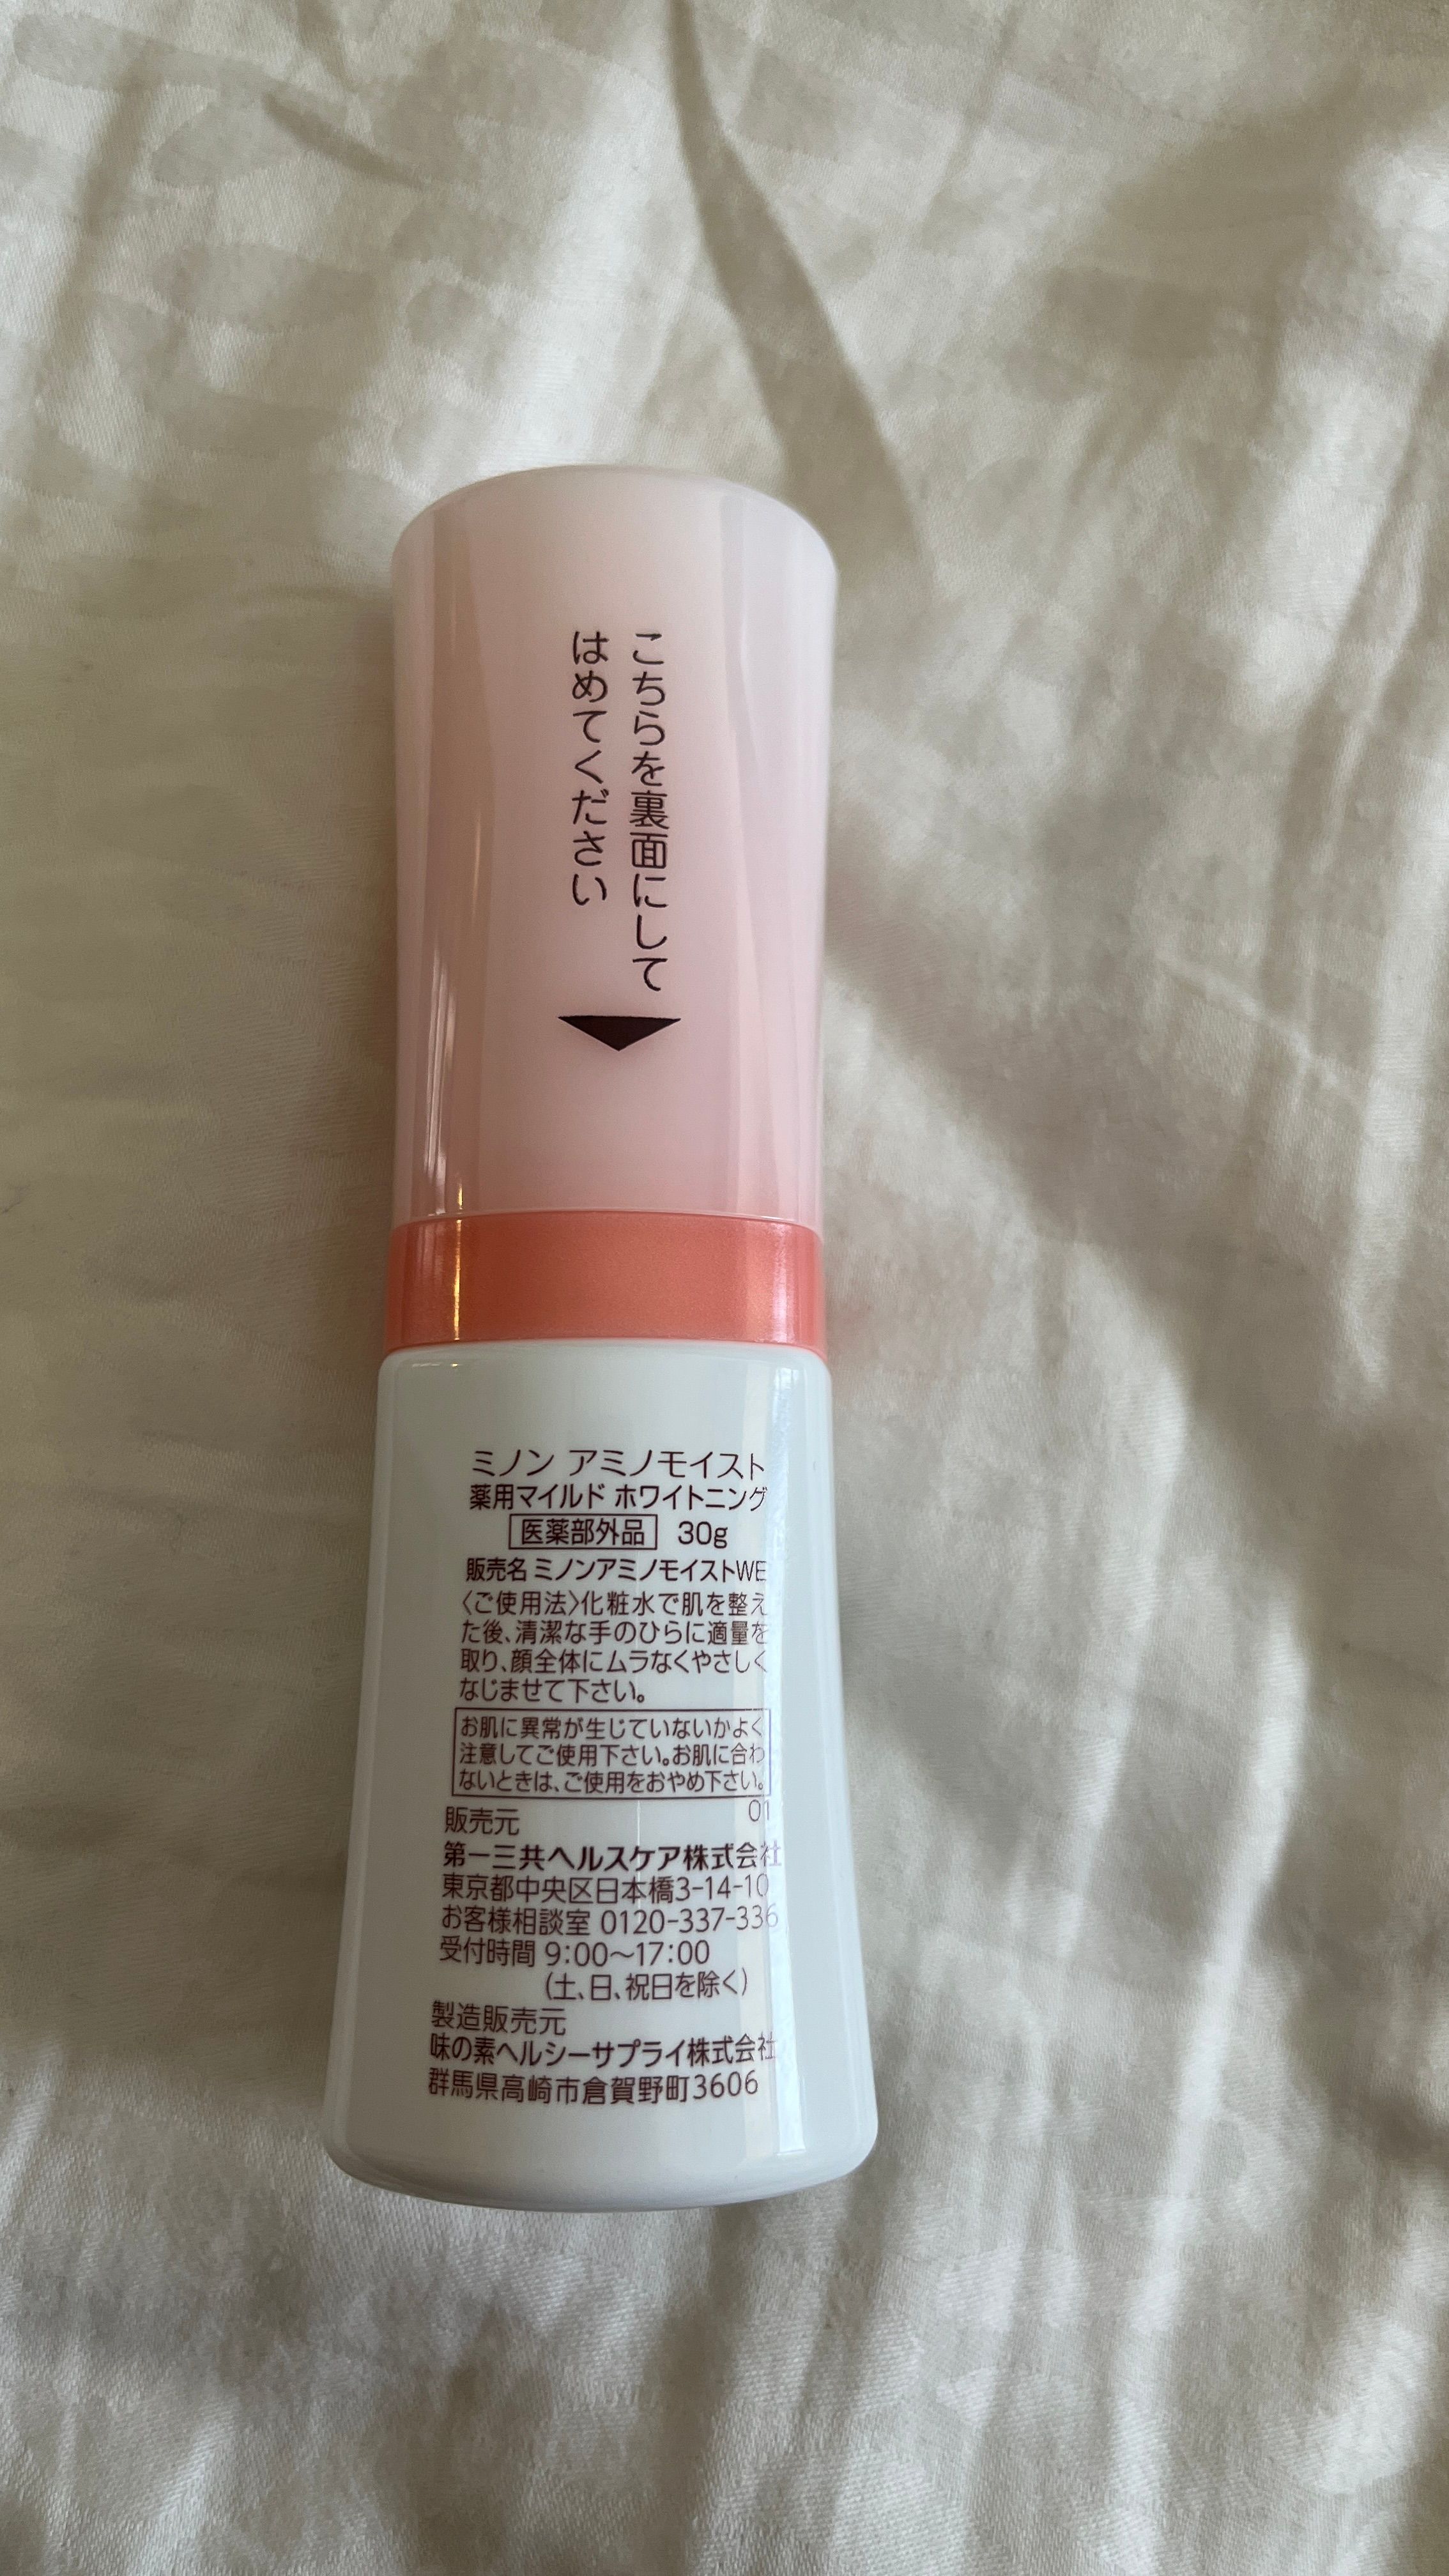 こちらを裏面にして
はめてください
ミノン アミノモイスト
薬用マイルド ホワイトニング
医薬部外品 30g
販売名 ミノンアミノモイストWE
〈ご使用法〉化粧水で肌を整え
た後、清潔な手のひらに適量を
取り、顔全体にムラなくやさしく
なじませて下さい。
お肌に異常が生じていないかよく
注意してご使用下さい。お肌に合わ
ないときは、ご使用をおやめ下さい。
01
販売元
第一三共ヘルスケア株式会社
東京都中央区日本橋3-14-10
お客様相談室 0120-337-336
受付時間 9:00～17:00
(土、日、祝日を除く)
製造販売元
味の素ヘルシーサプライ株式会社
群馬県高崎市倉賀野町3606